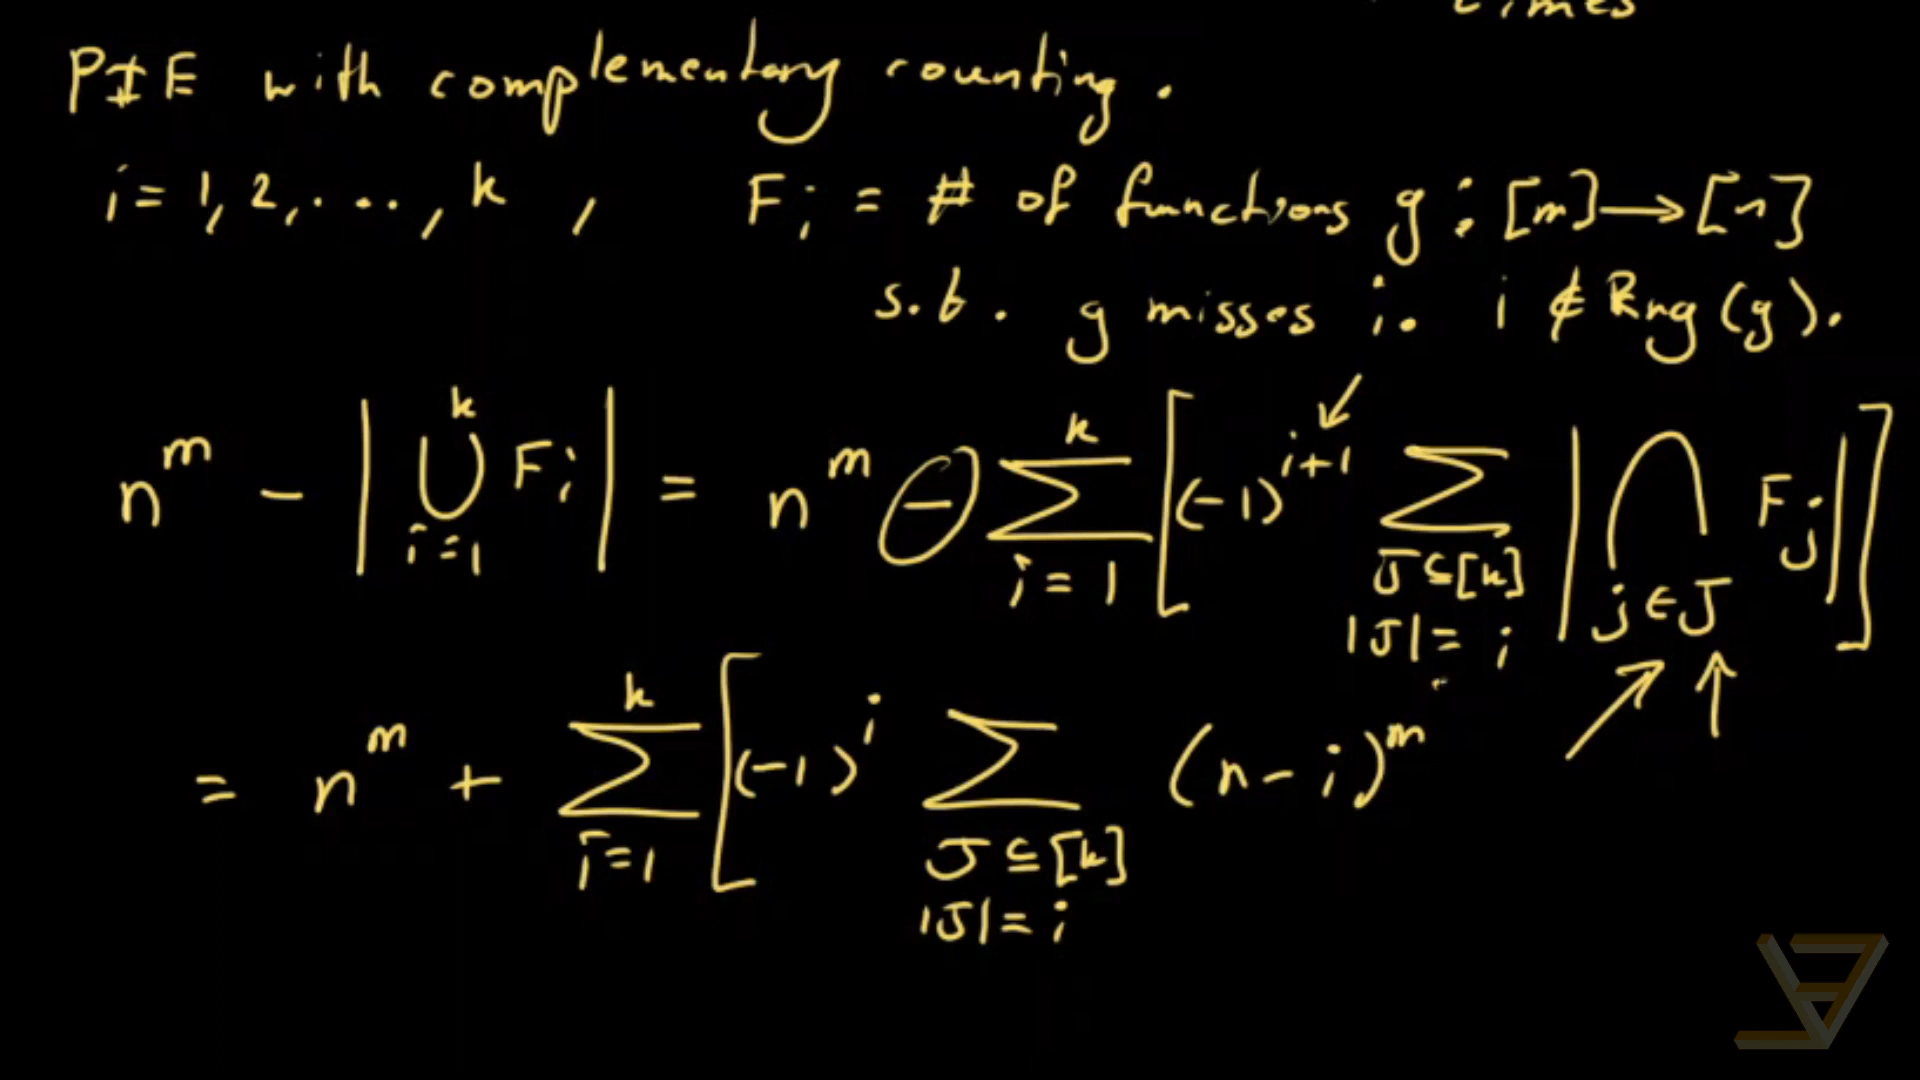 times
PIE with complementary counting.
i = 1, 2, ..., k , F_i = # of functions g : [m] → [n]
s.t. g misses i. i ∉ Rng(g).
n^m - | ⋃_{i=1}^{k} F_i | = n^m ⊖ ∑_{i=1}^{k} [ (-1)^{i+1} ∑_{J ⊆ [k] |J| = i} | ⋂_{j ∈ J} F_j | ]
= n^m + ∑_{i=1}^{k} [ (-1)^i ∑_{J ⊆ [k] |J| = i} (n - i)^m